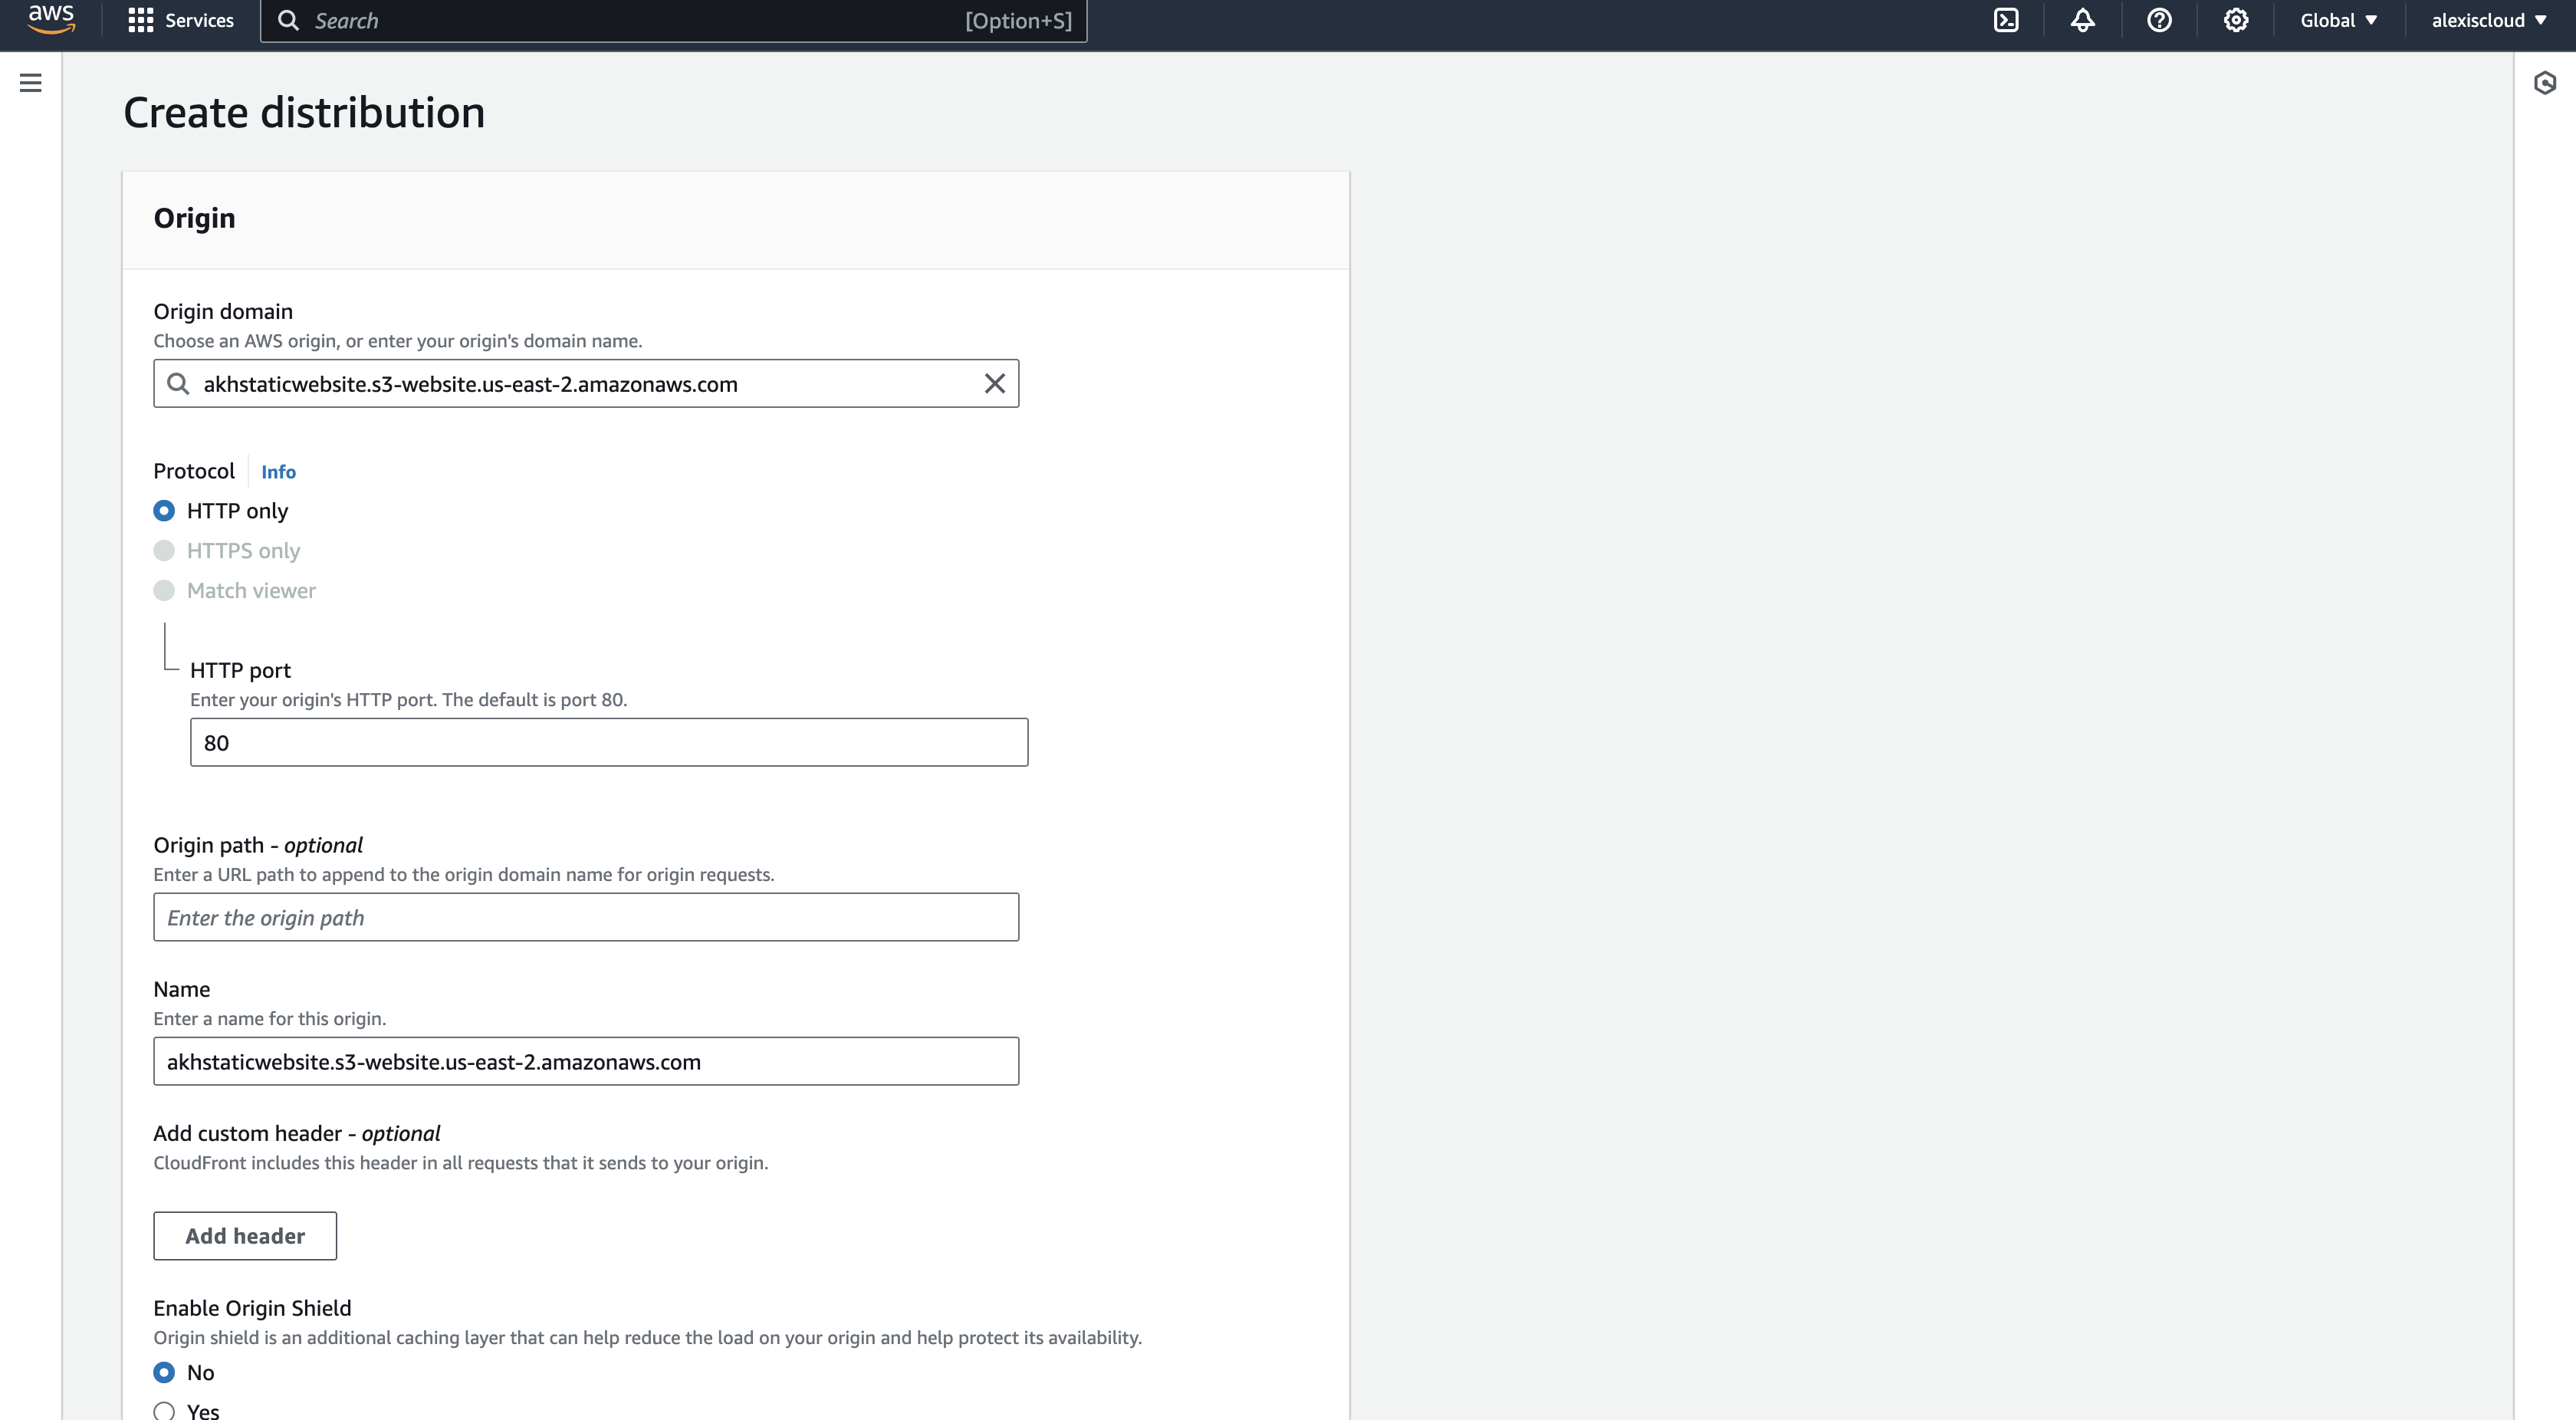 aws
Services
Search
[Option+S]
Global
alexiscloud
Create distribution
Origin
Origin domain
Choose an AWS origin, or enter your origin's domain name.
akhstaticwebsite.s3-website.us-east-2.amazonaws.com
Protocol
Info
HTTP only
HTTPS only
Match viewer
HTTP port
Enter your origin's HTTP port. The default is port 80.
80
Origin path - optional
Enter a URL path to append to the origin domain name for origin requests.
Enter the origin path
Name
Enter a name for this origin.
akhstaticwebsite.s3-website.us-east-2.amazonaws.com
Add custom header - optional
CloudFront includes this header in all requests that it sends to your origin.
Add header
Enable Origin Shield
Origin shield is an additional caching layer that can help reduce the load on your origin and help protect its availability.
No
Yes